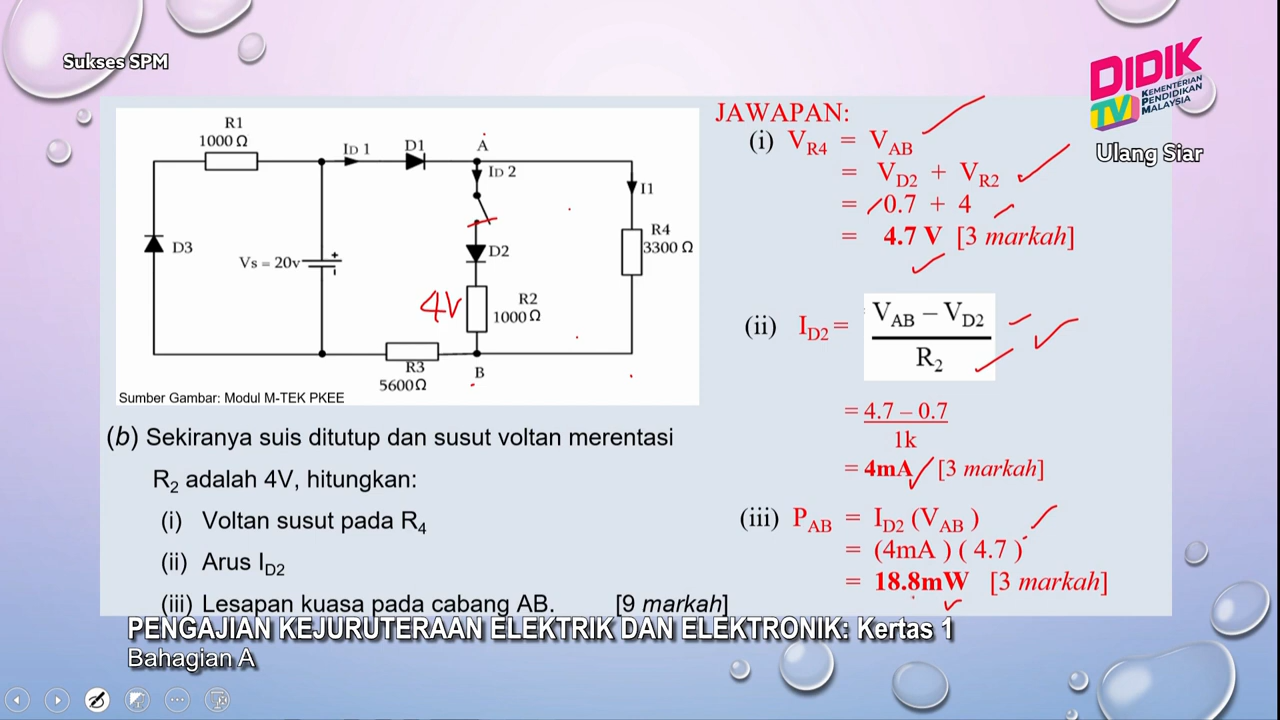 Sukses SPM
DIDIK
TV
KEMENTERIAN
PENDIDIKAN
MALAYSIA
Ulang Siar
R1
1000 Ω
ID 1
D1
A
ID 2
I1
D3
Vs = 20v
+
-
D2
R4
3300 Ω
4V
R2
1000 Ω
R3
5600Ω
B
Sumber Gambar: Modul M-TEK PKEE
(b) Sekiranya suis ditutup dan susut voltan merentasi
R2 adalah 4V, hitungkan:
(i) Voltan susut pada R4
(ii) Arus ID2
(iii) Lesapan kuasa pada cabang AB. [9 markah]
JAWAPAN:
(i) VR4 = VAB
= VD2 + VR2
= 0.7 + 4
= 4.7 V [3 markah]
(ii) ID2 = VAB – VD2
R2
= 4.7 – 0.7
1k
= 4mA [3 markah]
(iii) PAB = ID2 (VAB )
= (4mA ) ( 4.7 )
= 18.8mW [3 markah]
PENGAJIAN KEJURUTERAAN ELEKTRIK DAN ELEKTRONIK: Kertas 1
Bahagian A